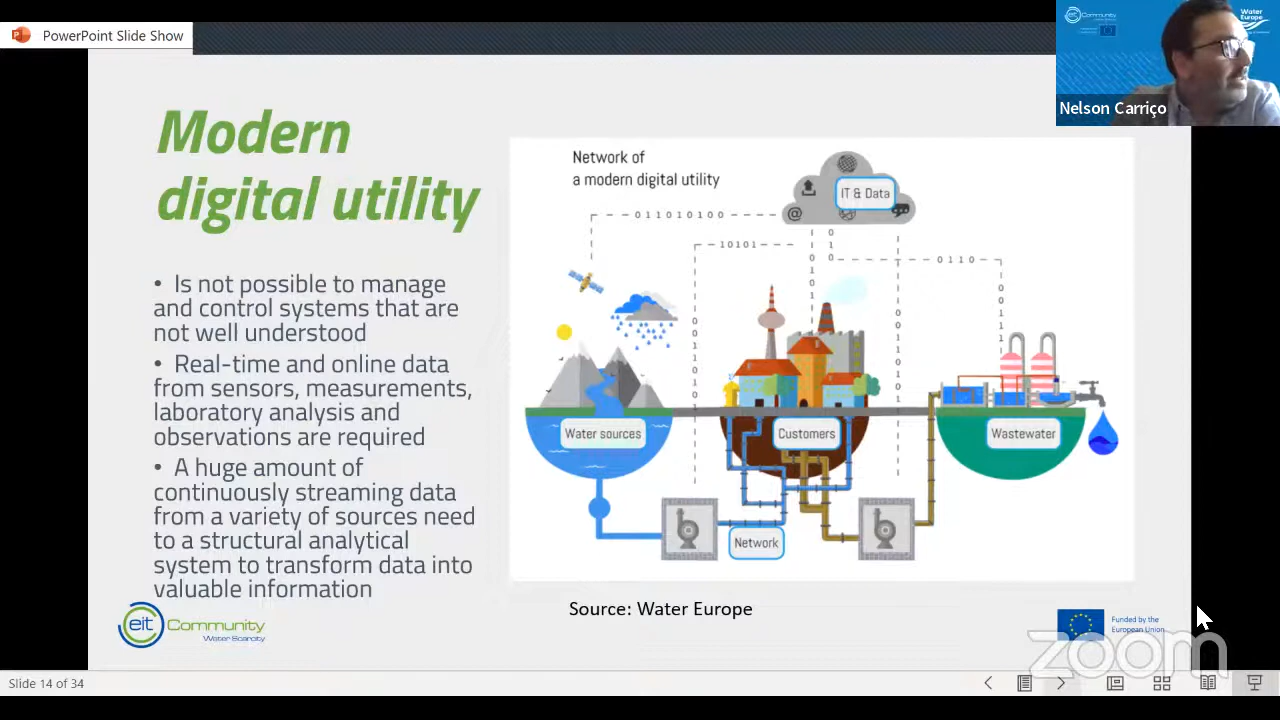 PowerPoint Slide Show
eit Community
Water
Europe
Nelson Carriço
Modern
digital utility
• Is not possible to manage
and control systems that are
not well understood
• Real-time and online data
from sensors, measurements,
laboratory analysis and
observations are required
• A huge amount of
continuously streaming data
from a variety of sources need
to a structural analytical
system to transform data into
valuable information
Network of
a modern digital utility
IT & Data
@
011010100
10101
0110
Water sources
Customers
Wastewater
Network
Source: Water Europe
eit Community
Water Scarcity
Funded by the
European Union
zoom
Slide 14 of 34